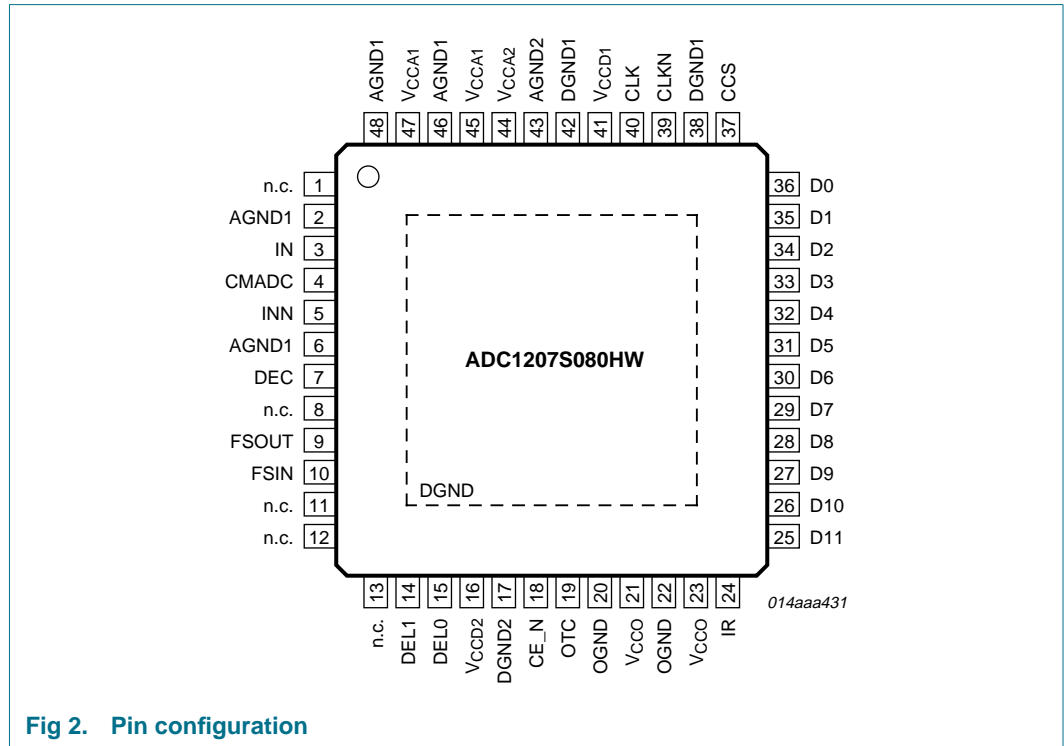 AGND1
VCCA1
AGND1
VCCA1
VCCA2
AGND2
DGND1
VCCD1
CLK
CLKN
DGND1
CCS
48 47 46 45 44 43 42 41 40 39 38 37
n.c. 1
AGND1 2
IN 3
CMADC 4
INN 5
AGND1 6
DEC 7
n.c. 8
FSOUT 9
FSIN 10
n.c. 11
n.c. 12
ADC1207S080HW
DGND
36 D0
35 D1
34 D2
33 D3
32 D4
31 D5
30 D6
29 D7
28 D8
27 D9
26 D10
25 D11
13 14 15 16 17 18 19 20 21 22 23 24
n.c.
DEL1
DEL0
VCCD2
DGND2
CE_N
OTC
OGND
VCCO
OGND
VCCO
IR
014aaa431
Fig 2. Pin configuration